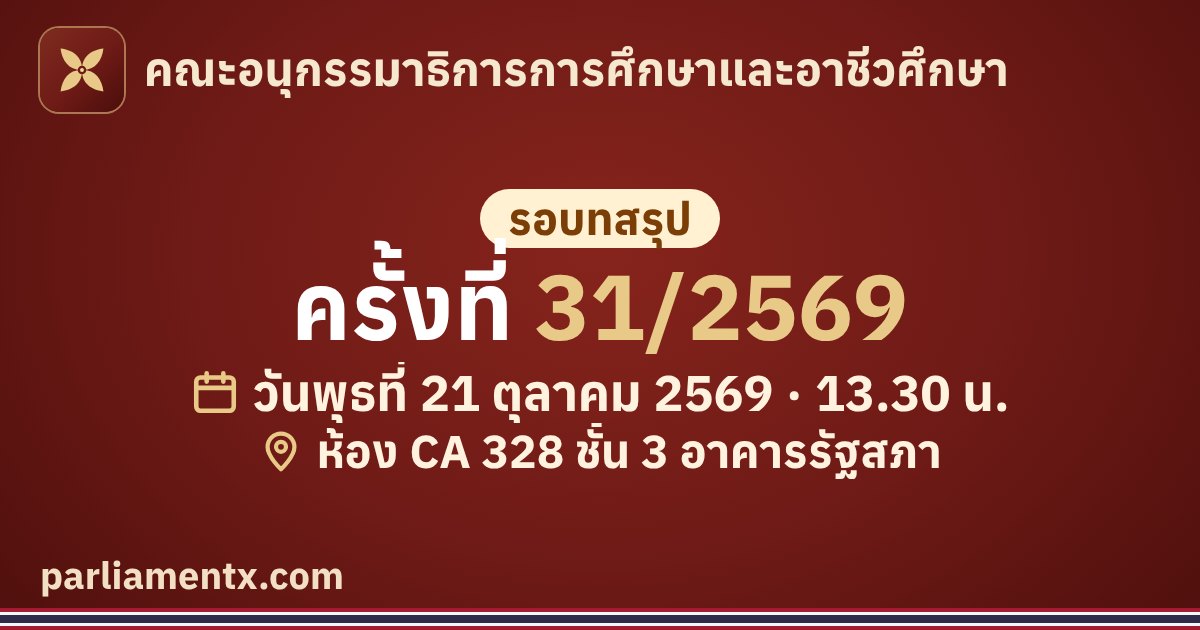 คณะอนุกรรมาธิการการศึกษาและอาชีวศึกษา
รอบทสรุป
ครั้งที่ 31/2569
วันพุธที่ 21 ตุลาคม 2569 · 13.30 น.
ห้อง CA 328 ชั้น 3 อาคารรัฐสภา
parliamentx.com